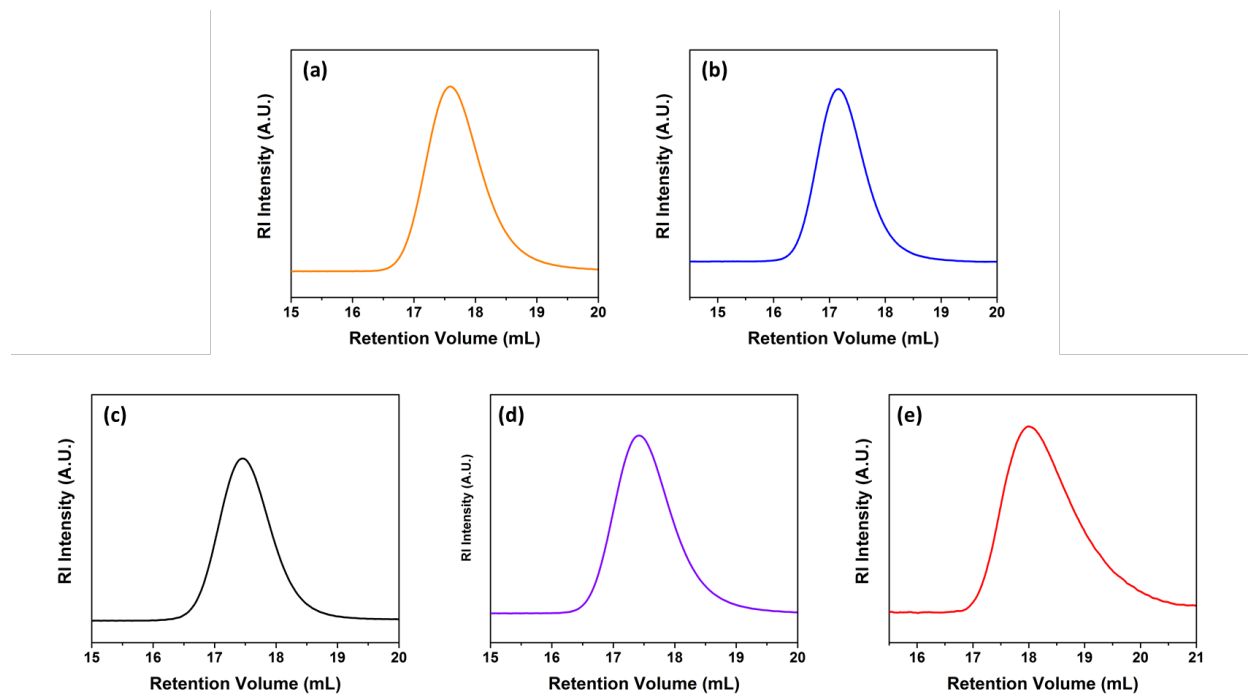 (a)
RI Intensity (A.U.)
15 16 17 18 19 20
Retention Volume (mL)
(b)
RI Intensity (A.U.)
15 16 17 18 19 20
Retention Volume (mL)
(c)
RI Intensity (A.U.)
15 16 17 18 19 20
Retention Volume (mL)
(d)
RI Intensity (A.U.)
15 16 17 18 19 20
Retention Volume (mL)
(e)
RI Intensity (A.U.)
16 17 18 19 20 21
Retention Volume (mL)